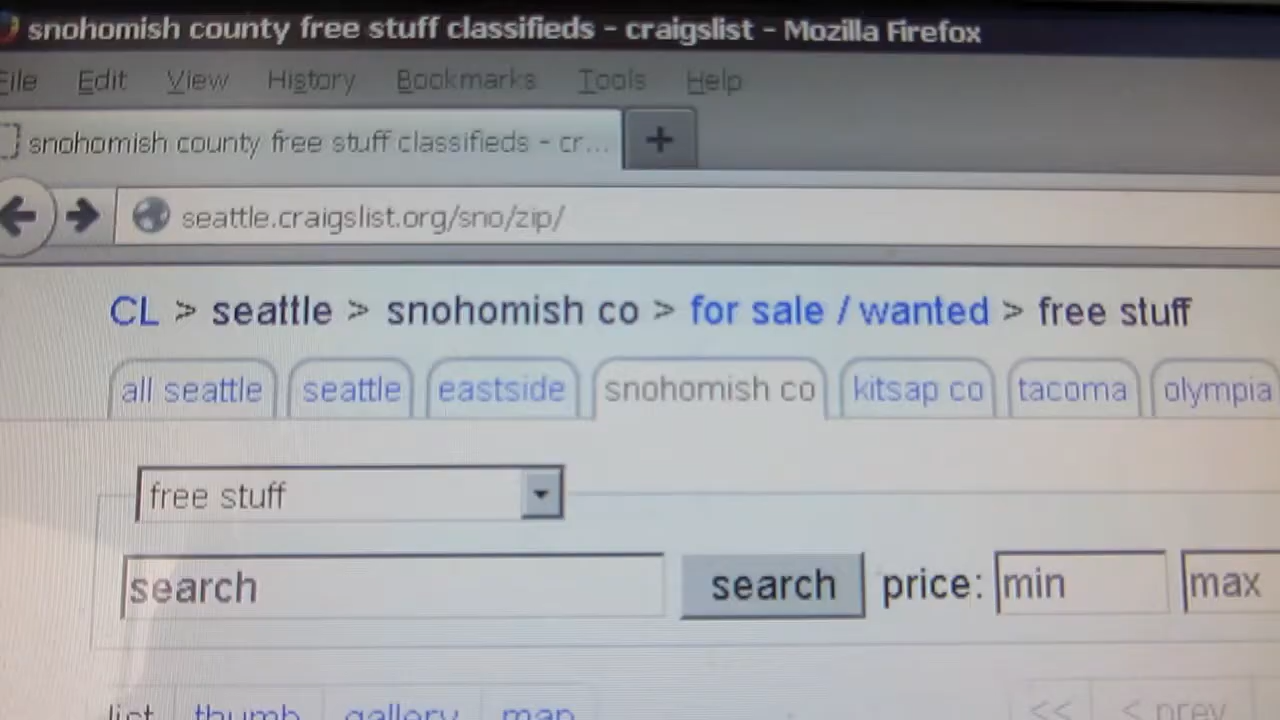 snohomish county free stuff classifieds - craigslist - Mozilla Firefox
File Edit View History Bookmarks Tools Help
snohomish county free stuff classifieds - cr... +
seattle.craigslist.org/sno/zip/
CL > seattle > snohomish co > for sale / wanted > free stuff
all seattle seattle eastside snohomish co kitsap co tacoma olympia
free stuff
search search price: min max
list thumb gallery map << < prev